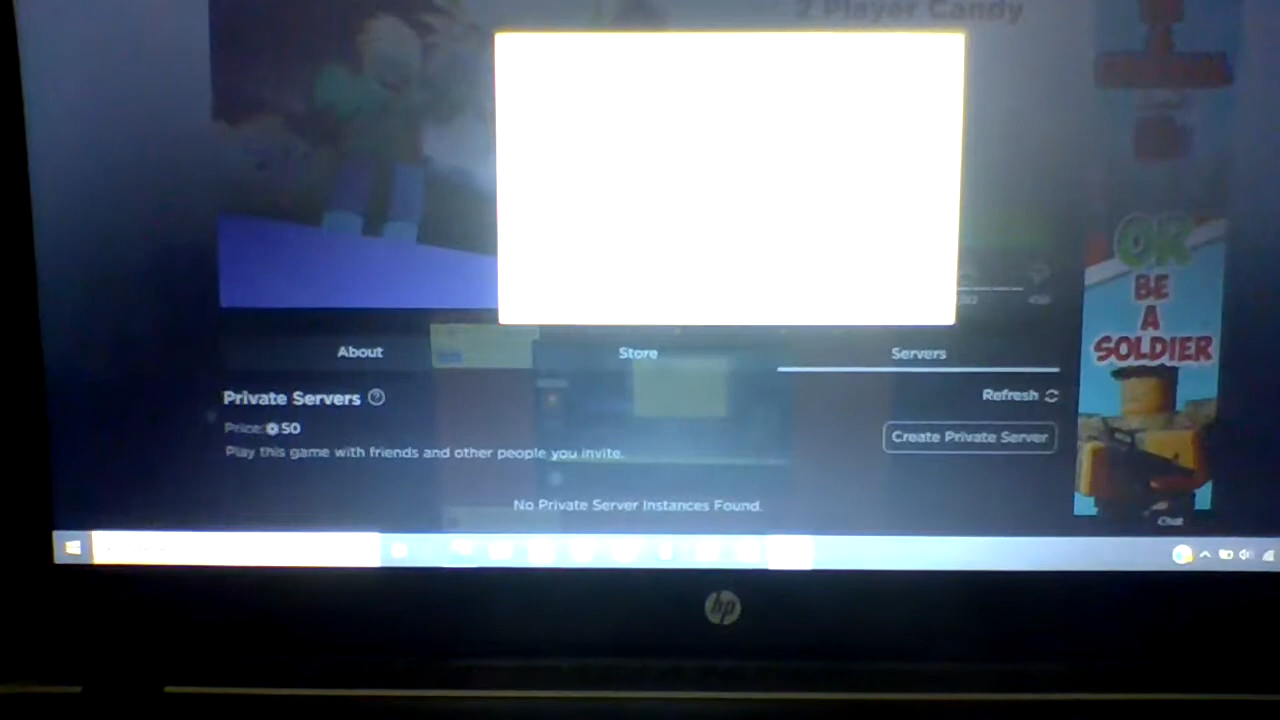 2 Player Candy
OR
BE
A
SOLDIER
About
Store
Servers
Private Servers
Refresh
Price: 50
Create Private Server
Play this game with friends and other people you invite.
No Private Server Instances Found.
Chat
hp